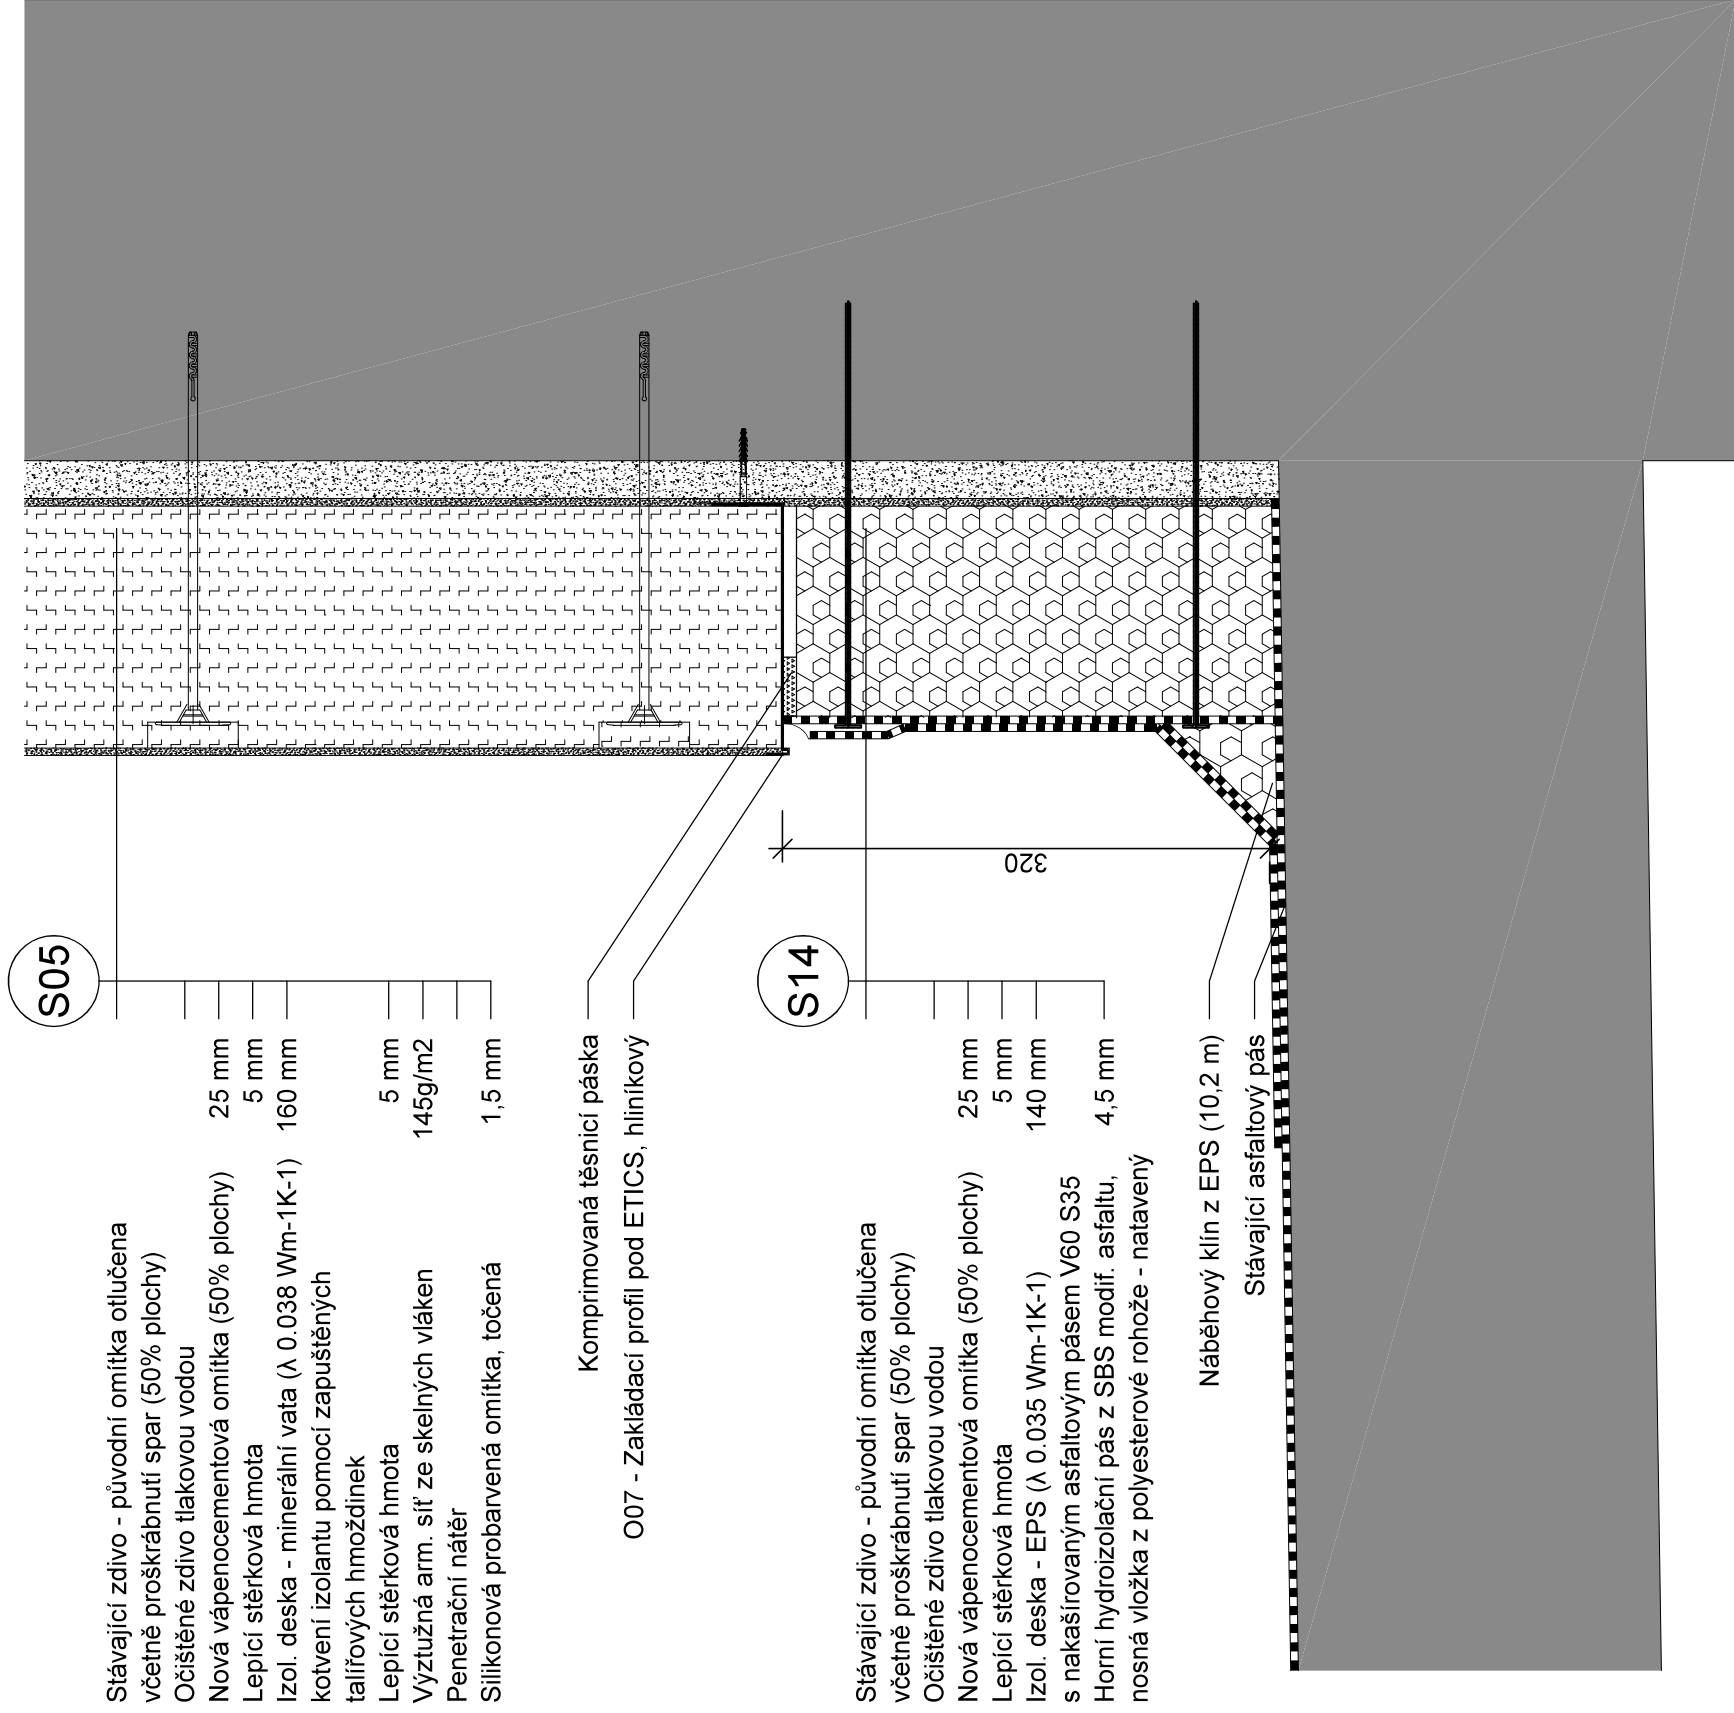 S05
Stávající zdivo - původní omítka otlučena
včetně proškrábnutí spar (50% plochy)
Očištěné zdivo tlakovou vodou
Nová vápenocementová omítka (50% plochy) 25 mm
Lepící stěrková hmota 5 mm
Izol. deska - minerální vata (λ 0.038 Wm-1K-1) 160 mm
kotvení izolantu pomocí zapuštěných
talířových hmoždinek
Lepící stěrková hmota 5 mm
Výztužná arm. síť ze skelných vláken 145g/m2
Penetrační nátěr
Silikonová probarvená omítka, točená 1,5 mm
Komprimovaná těsnicí páska
O07 - Zakládací profil pod ETICS, hliníkový
S14
Stávající zdivo - původní omítka otlučena
včetně proškrábnutí spar (50% plochy)
Očištěné zdivo tlakovou vodou
Nová vápenocementová omítka (50% plochy) 25 mm
Lepící stěrková hmota 5 mm
Izol. deska - EPS (λ 0.035 Wm-1K-1) 140 mm
s nakašírovaným asfaltovým pásem V60 S35
Horní hydroizolační pás z SBS modif. asfaltu, 4,5 mm
nosná vložka z polyesterové rohože - natavený
Náběhový klín z EPS (10,2 m)
Stávající asfaltový pás
320